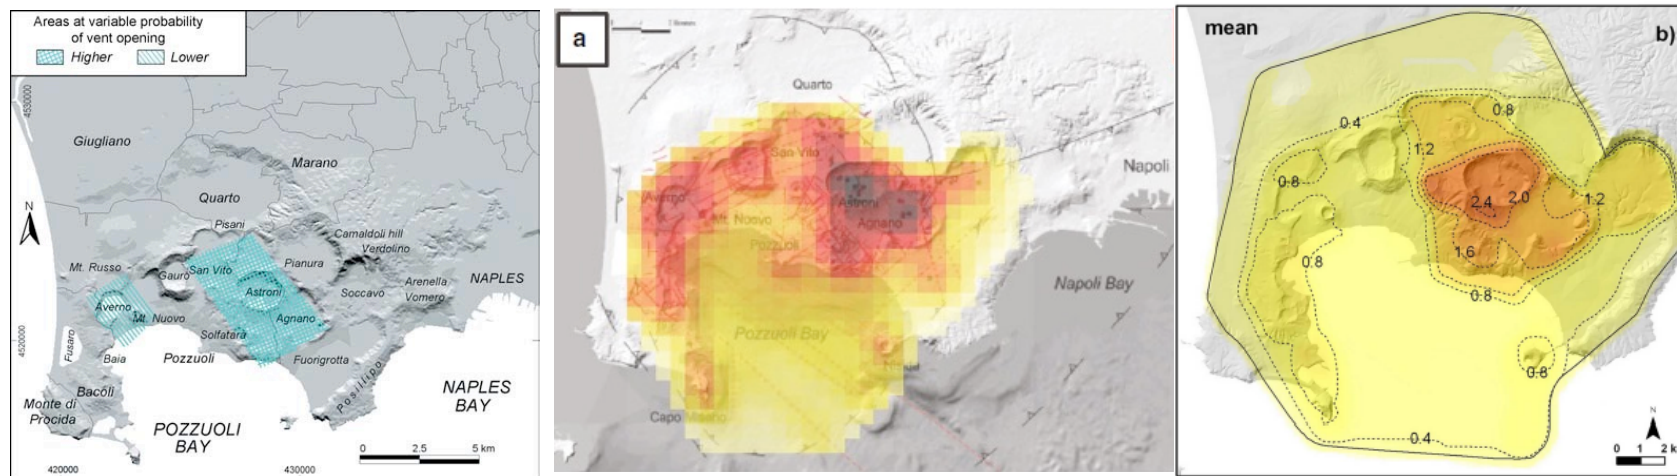 Areas at variable probability
of vent opening
Higher
Lower
4530000
Giugliano
Marano
Quarto
N
Pisani
Camaldoli hill
Verdolino
Mt. Russo
Gauro
San Vito
Pianura
NAPLES
Arenella
Vomero
Astroni
Soccavo
Averno
Mt. Nuovo
Agnano
4520000
Fusaro
Solfatara
Baia
Pozzuoli
Fuorigrotta
Posillipo
Bacoli
Monte di
Procida
NAPLES
BAY
POZZUOLI
BAY
0
2.5
5 km
420000
430000
a
Quarto
San Vito
Napoli
Averno
Astroni
Mt. Nuovo
Agnano
Pozzuoli
Napoli Bay
Pozzuoli Bay
mean
b)
0.8
0.4
1.2
0.8
2.4
2.0
1.2
1.6
0.8
0.8
0.8
0.4
N
0
1
2 k